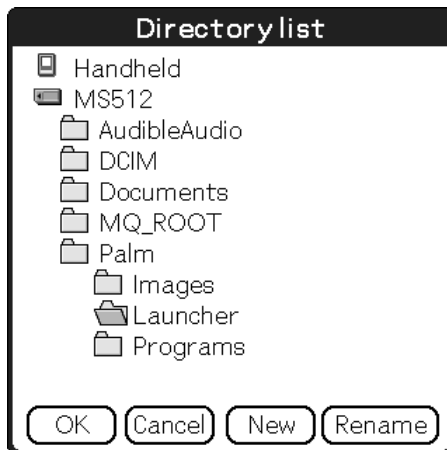 Directory list
Handheld
MS512
AudibleAudio
DCIM
Documents
MQ_ROOT
Palm
Images
Launcher
Programs
OK Cancel New Rename